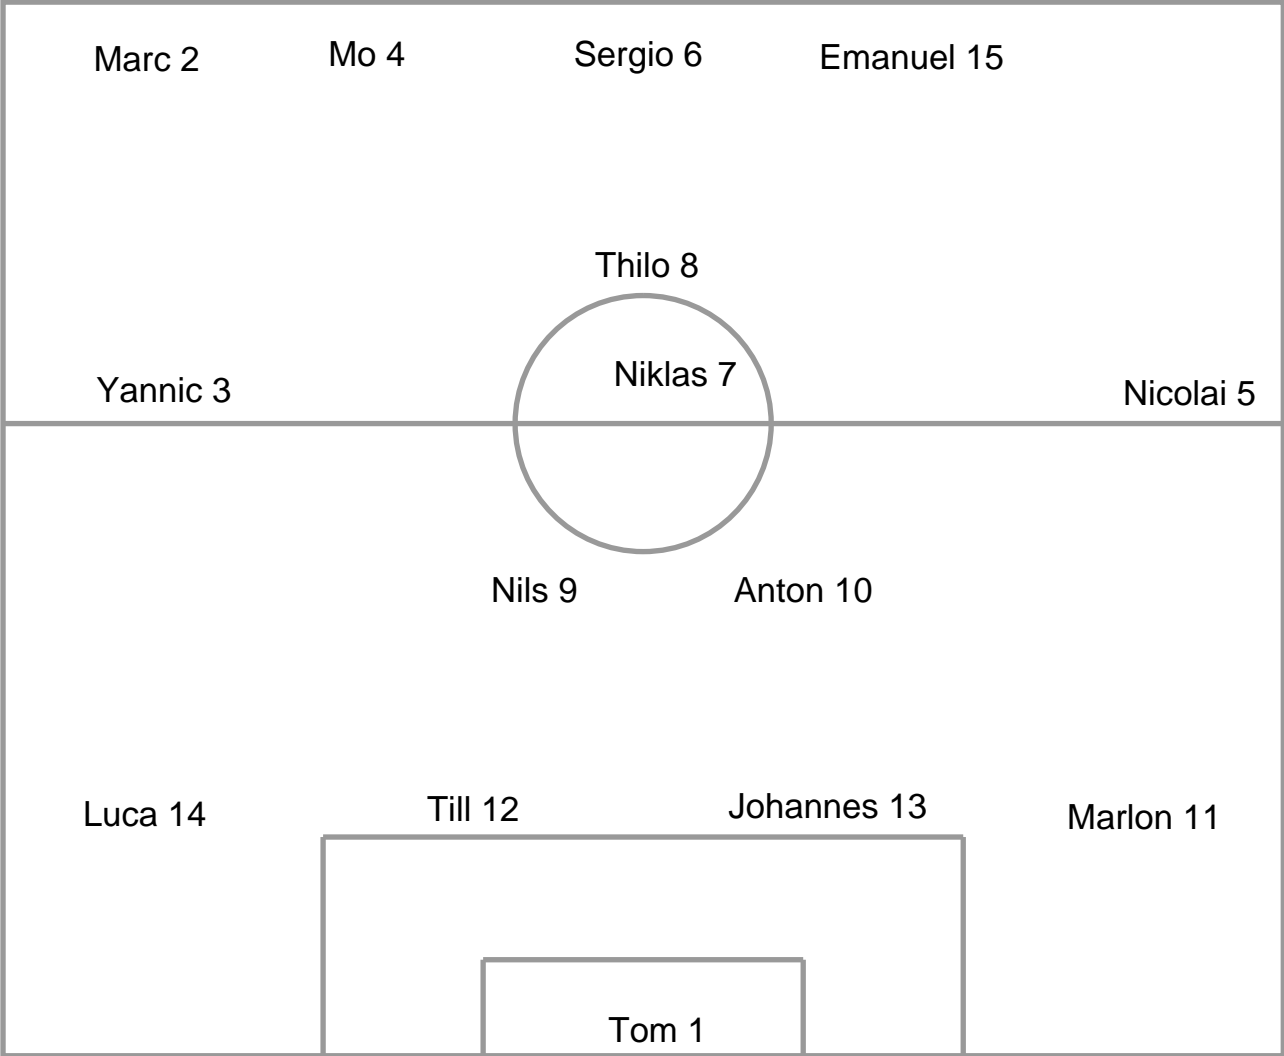 Marc 2
Mo 4
Sergio 6
Emanuel 15
Thilo 8
Niklas 7
Yannic 3
Nicolai 5
Nils 9
Anton 10
Luca 14
Till 12
Johannes 13
Marlon 11
Tom 1